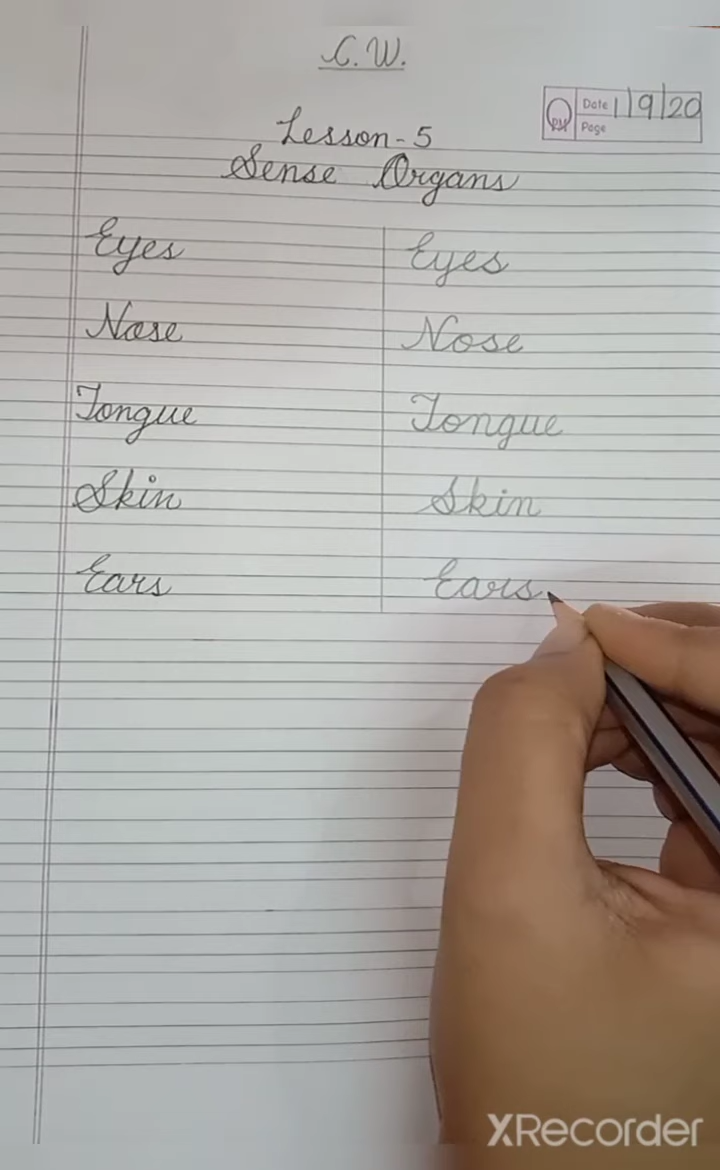 C.W.
Date 1/9/20
Page
Lesson-5
Sense Organs
Eyes Eyes
Nose Nose
Tongue Tongue
Skin Skin
Ears Ears
XRecorder